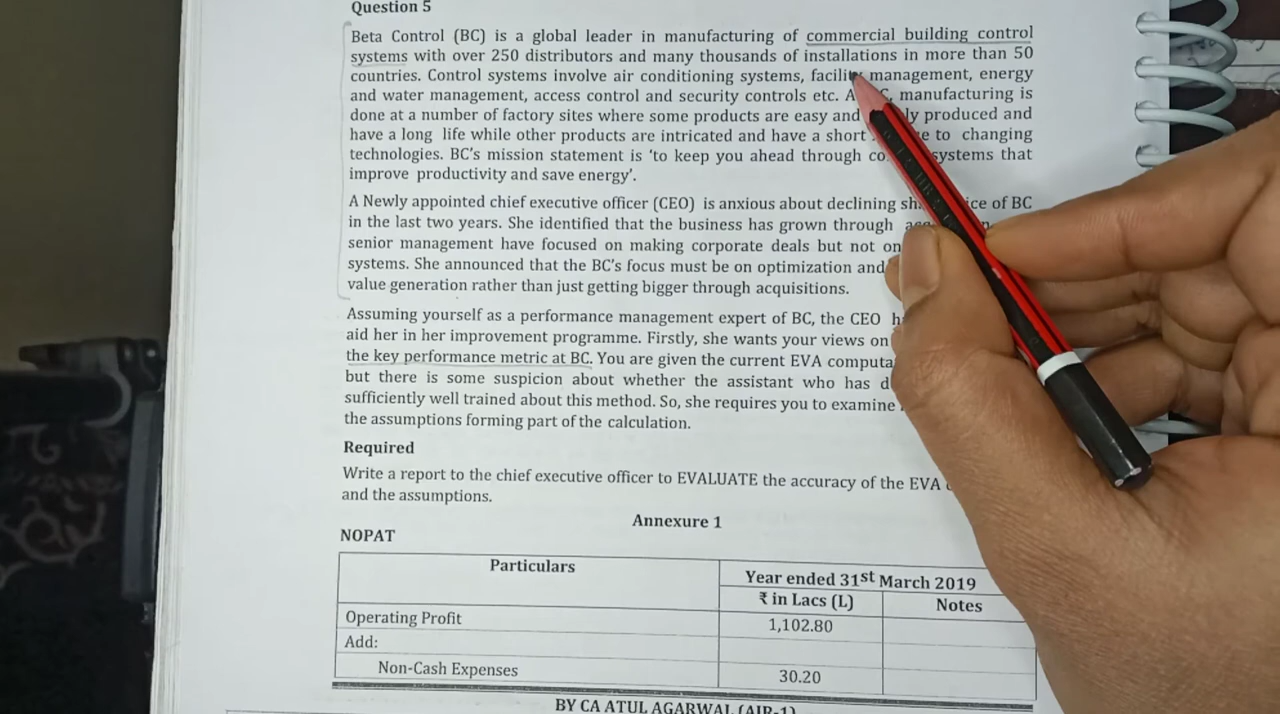 Question 5
Beta Control (BC) is a global leader in manufacturing of commercial building control
systems with over 250 distributors and many thousands of installations in more than 50
countries. Control systems involve air conditioning systems, facility management, energy
and water management, access control and security controls etc. A manufacturing is
done at a number of factory sites where some products are easy and produced and
have a long life while other products are intricated and have a short to changing
technologies. BC's mission statement is 'to keep you ahead through systems that
improve productivity and save energy'.
A Newly appointed chief executive officer (CEO) is anxious about declining of BC
in the last two years. She identified that the business has grown through
senior management have focused on making corporate deals but not on
systems. She announced that the BC's focus must be on optimization and
value generation rather than just getting bigger through acquisitions.
Assuming yourself as a performance management expert of BC, the CEO
aid her in her improvement programme. Firstly, she wants your views on
the key performance metric at BC. You are given the current EVA
but there is some suspicion about whether the assistant who has
sufficiently well trained about this method. So, she requires you to examine
the assumptions forming part of the calculation.
Required
Write a report to the chief executive officer to EVALUATE the accuracy of the EVA
and the assumptions.
Annexure 1
NOPAT
Particulars
Year ended 31st March 2019
₹ in Lacs (L)
Notes
Operating Profit
1,102.80
Add:
Non-Cash Expenses
30.20
BY CA ATUL AGARWAL (AIR-1)